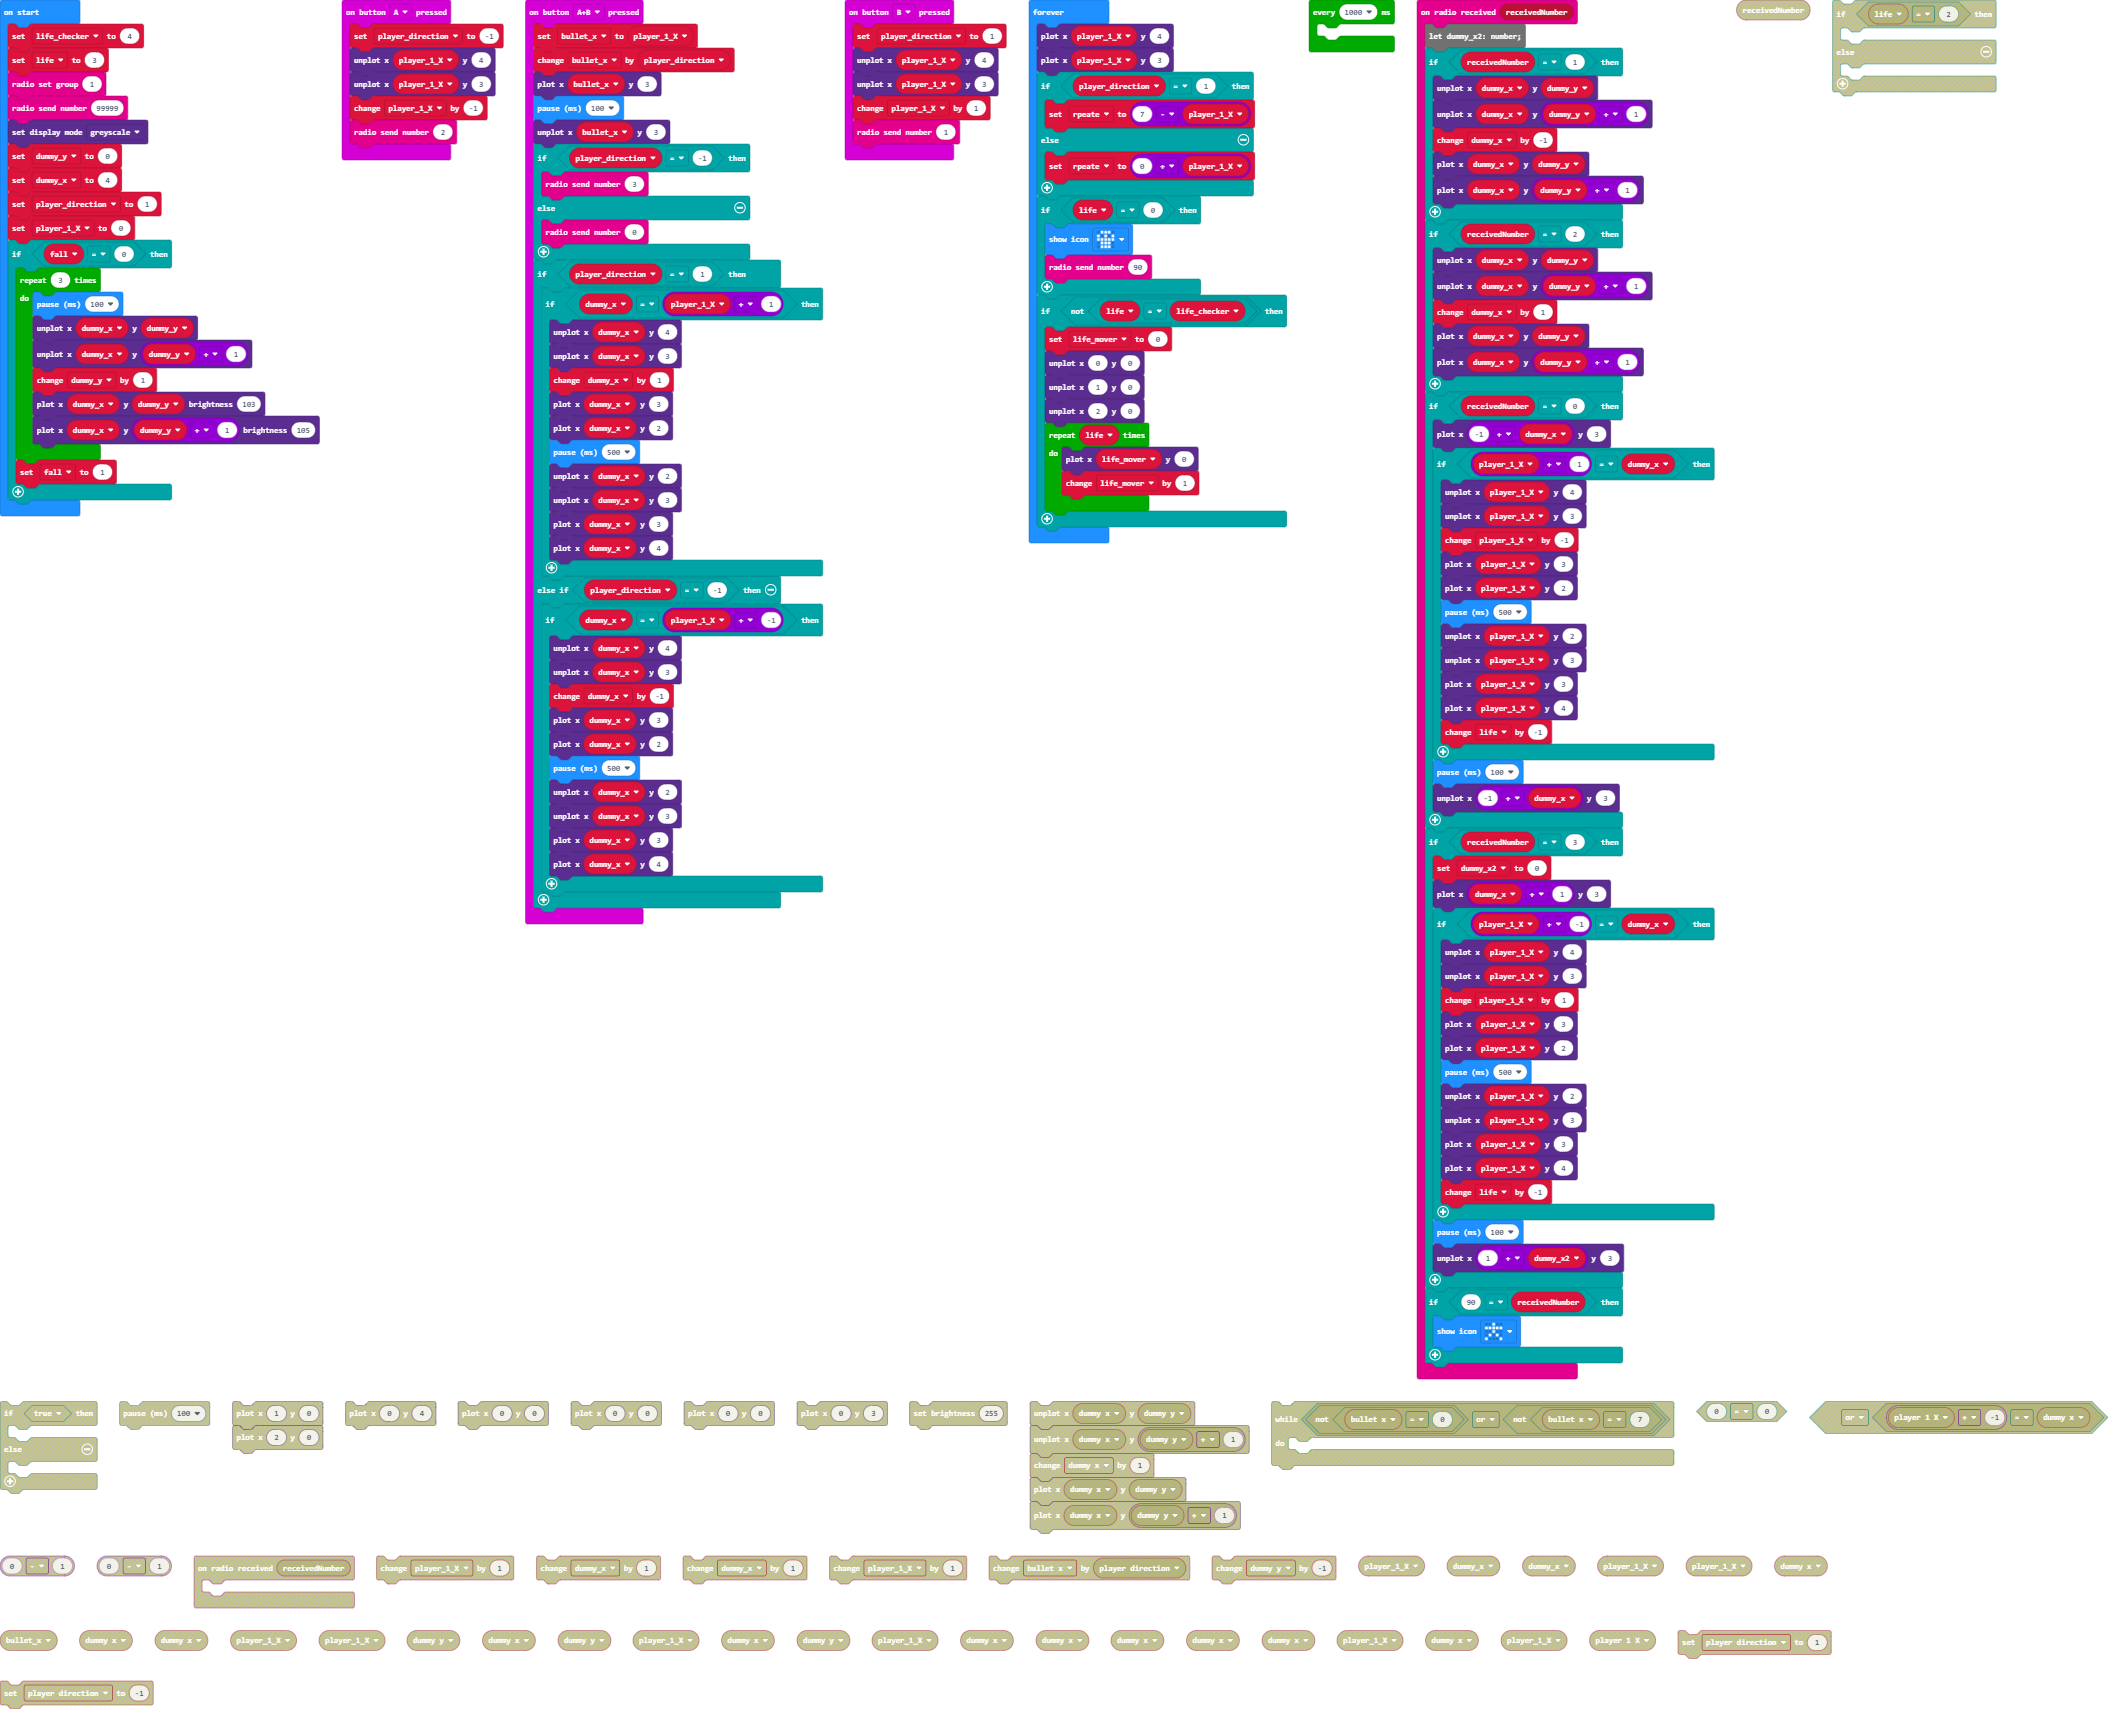 on start
set life_checker to 4
set life to 3
radio set group 1
radio send number 99999
set display mode greyscale
set dummy_y to 0
set dummy_x to 4
set player_direction to 1
set player_1_X to 0
if fall = 0 then
repeat 3 times
do
pause (ms) 100
unplot x dummy_x y dummy_y
unplot x dummy_x y dummy_y + 1
change dummy_y by 1
plot x dummy_x y dummy_y brightness 103
plot x dummy_x y dummy_y + 1 brightness 105
set fall to 1
on button A pressed
set player_direction to -1
unplot x player_1_X y 4
unplot x player_1_X y 3
change player_1_X by -1
radio send number 2
on button A+B pressed
set bullet_x to player_1_X
change bullet_x by player_direction
plot x bullet_x y 3
pause (ms) 100
unplot x bullet_x y 3
if player_direction = -1 then
radio send number 3
else
radio send number 0
if player_direction = 1 then
if dummy_x = player_1_X + 1 then
unplot x dummy_x y 4
unplot x dummy_x y 3
change dummy_x by 1
plot x dummy_x y 3
plot x dummy_x y 2
pause (ms) 500
unplot x dummy_x y 2
unplot x dummy_x y 3
plot x dummy_x y 3
plot x dummy_x y 4
else if player_direction = -1 then
if dummy_x = player_1_X + -1 then
unplot x dummy_x y 4
unplot x dummy_x y 3
change dummy_x by -1
plot x dummy_x y 3
plot x dummy_x y 2
pause (ms) 500
unplot x dummy_x y 2
unplot x dummy_x y 3
plot x dummy_x y 3
plot x dummy_x y 4
on button B pressed
set player_direction to 1
unplot x player_1_X y 4
unplot x player_1_X y 3
change player_1_X by 1
radio send number 1
forever
plot x player_1_X y 4
plot x player_1_X y 3
if player_direction = 1 then
set rpeate to 7 - player_1_X
else
set rpeate to 0 + player_1_X
if life = 0 then
show icon
radio send number 90
if not life = life_checker then
set life_mover to 0
unplot x 0 y 0
unplot x 1 y 0
unplot x 2 y 0
repeat life times
do
plot x life_mover y 0
change life_mover by 1
every 1000 ms
on radio received receivedNumber
let dummy_x2: number;
if receivedNumber = 1 then
unplot x dummy_x y dummy_y
unplot x dummy_x y dummy_y + 1
change dummy_x by -1
plot x dummy_x y dummy_y
plot x dummy_x y dummy_y + 1
if receivedNumber = 2 then
unplot x dummy_x y dummy_y
unplot x dummy_x y dummy_y + 1
change dummy_x by 1
plot x dummy_x y dummy_y
plot x dummy_x y dummy_y + 1
if receivedNumber = 0 then
plot x -1 + dummy_x y 3
if player_1_X + 1 = dummy_x then
unplot x player_1_X y 4
unplot x player_1_X y 3
change player_1_X by -1
plot x player_1_X y 3
plot x player_1_X y 2
pause (ms) 500
unplot x player_1_X y 2
unplot x player_1_X y 3
plot x player_1_X y 3
plot x player_1_X y 4
change life by -1
pause (ms) 100
unplot x -1 + dummy_x y 3
if receivedNumber = 3 then
set dummy_x2 to 0
plot x dummy_x + 1 y 3
if player_1_X + -1 = dummy_x then
unplot x player_1_X y 4
unplot x player_1_X y 3
change player_1_X by 1
plot x player_1_X y 3
plot x player_1_X y 2
pause (ms) 500
unplot x player_1_X y 2
unplot x player_1_X y 3
plot x player_1_X y 3
plot x player_1_X y 4
change life by -1
pause (ms) 100
unplot x 1 + dummy_x2 y 3
if 90 = receivedNumber then
show icon
receivedNumber
if life = 2 then
else
if true then
else
pause (ms) 100
plot x 1 y 0
plot x 2 y 0
plot x 0 y 4
plot x 0 y 0
plot x 0 y 0
plot x 0 y 0
plot x 0 y 3
set brightness 255
unplot x dummy x y dummy y
unplot x dummy x y dummy y + 1
change dummy x by 1
plot x dummy x y dummy y
plot x dummy x y dummy y + 1
while not bullet x = 0 or not bullet x = 7
do
0 = 0
or player 1 X + -1 = dummy x
0 - 1
0 - 1
on radio received receivedNumber
change player_1_X by 1
change dummy_x by 1
change dummy_x by 1
change player_1_X by 1
change bullet x by player direction
change dummy y by -1
player_1_X
dummy_x
dummy_x
player_1_X
player_1_X
dummy x
bullet_x
dummy x
dummy x
player_1_X
player_1_X
dummy y
dummy x
dummy y
player_1_X
dummy x
dummy y
player_1_X
dummy x
dummy x
dummy x
dummy x
dummy x
player_1_X
dummy x
player_1_X
player 1 X
set player direction to 1
set player direction to -1